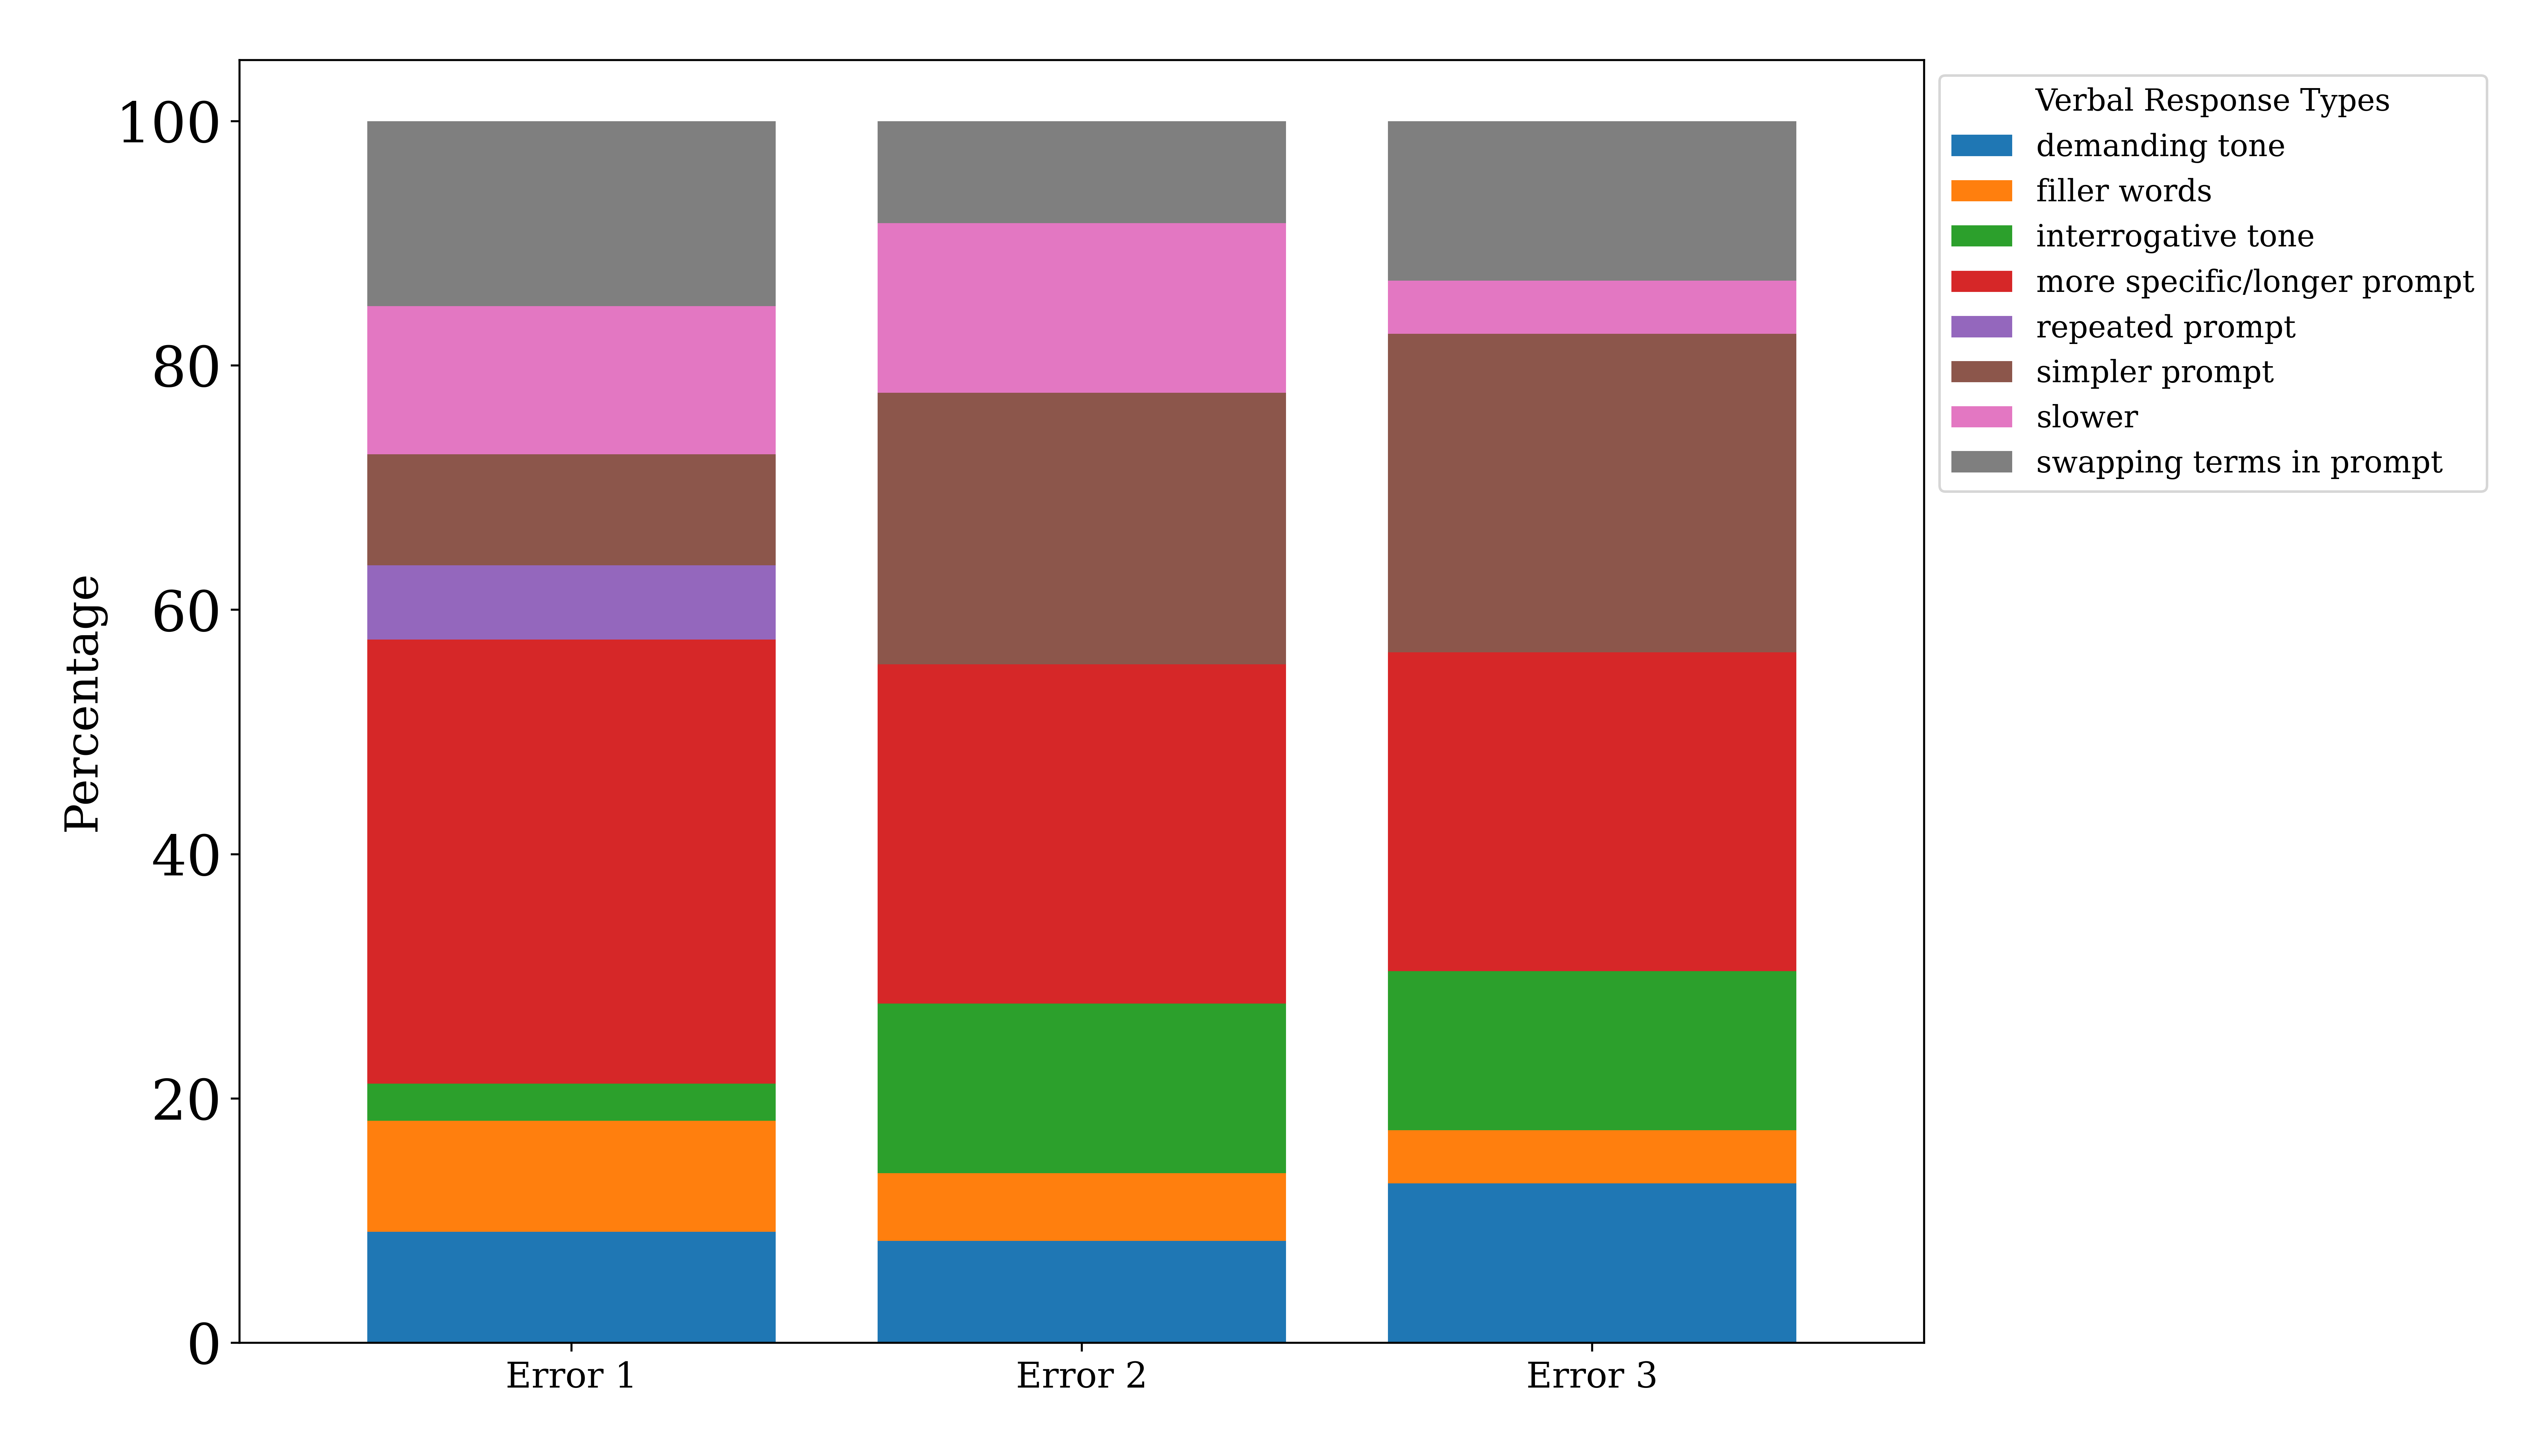 100
80
60
40
20
0
Percentage
Error 1
Error 2
Error 3
Verbal Response Types
demanding tone
filler words
interrogative tone
more specific/longer prompt
repeated prompt
simpler prompt
slower
swapping terms in prompt